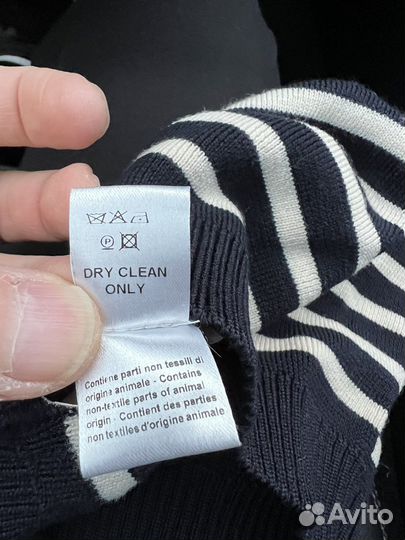 P
DRY CLEAN
ONLY
Contiene parti non tessili di
origine animale - Contains
non-textile parts of animal
origin - Contient des parties
non textiles d'origine animale
Avito